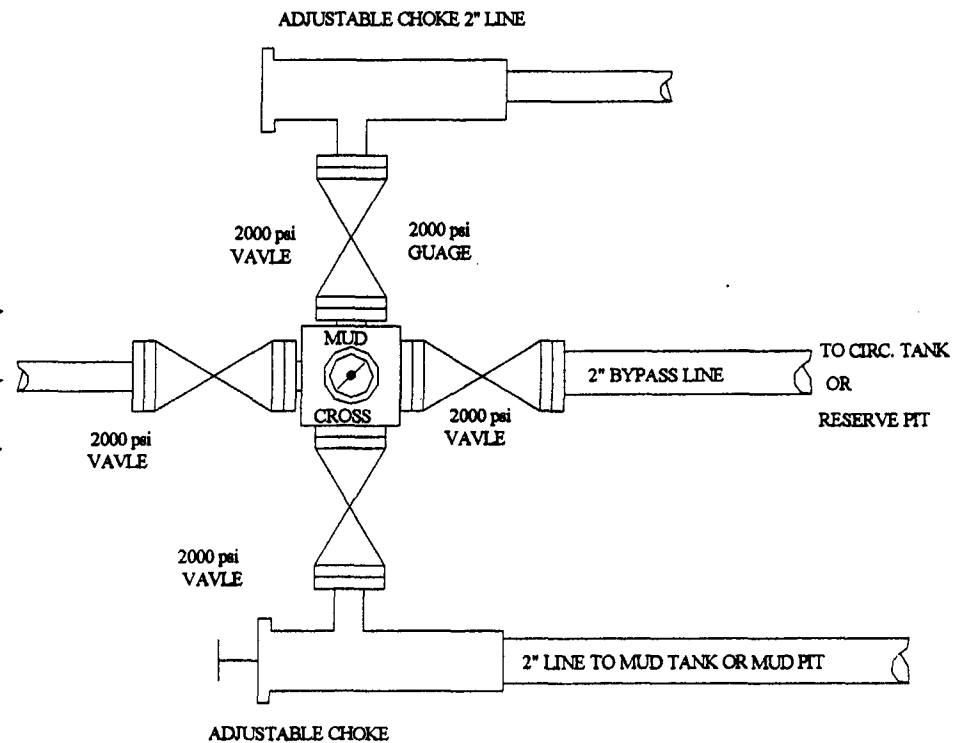 ADJUSTABLE CHOKE 2" LINE
2000 psi
VAVLE
2000 psi
GUAGE
MUD
CROSS
2" BYPASS LINE
TO CIRC. TANK
OR
RESERVE PIT
2000 psi
VAVLE
2000 psi
VAVLE
2000 psi
VAVLE
2" LINE TO MUD TANK OR MUD PIT
ADJUSTABLE CHOKE